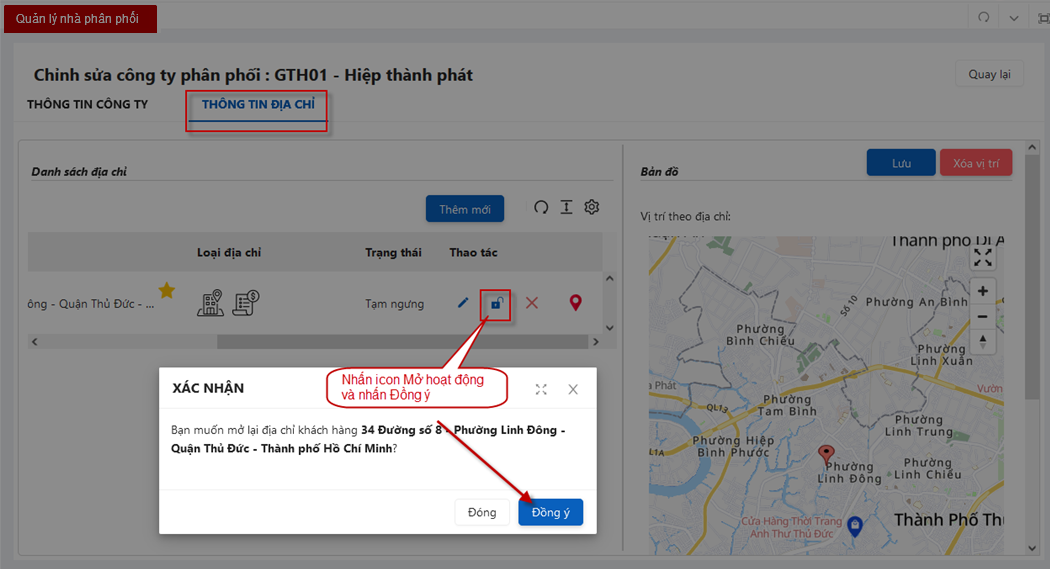 Quản lý nhà phân phối
Chỉnh sửa công ty phân phối : GTH01 - Hiệp thành phát
Quay lại
THÔNG TIN CÔNG TY
THÔNG TIN ĐỊA CHỈ
Danh sách địa chỉ
Thêm mới
Loại địa chỉ
Trạng thái
Thao tác
ông - Quận Thủ Đức - ...
Tạm ngưng
Nhấn icon Mở hoạt động
và nhấn Đồng ý
XÁC NHẬN
Bạn muốn mở lại địa chỉ khách hàng 34 Đường số 8 - Phường Linh Đông -
Quận Thủ Đức - Thành phố Hồ Chí Minh?
Đóng
Đồng ý
Bản đồ
Lưu
Xóa vị trí
Vị trí theo địa chỉ:
Thành phố Dĩ A
S6 10
Phường An Bình
Phường
Bình Chiểu
Phường
Linh Xuân
a Phát
Vườn
QL13
QL1
Phường
Tam Bình
Phường
Linh Trung
Phường Hiệp
Bình Phước
Phường
Linh Đông
Phường
Linh Chiểu
Cửa Hàng Thời Trang
Anh Thư Thủ Đức
Thành Phố Thủ